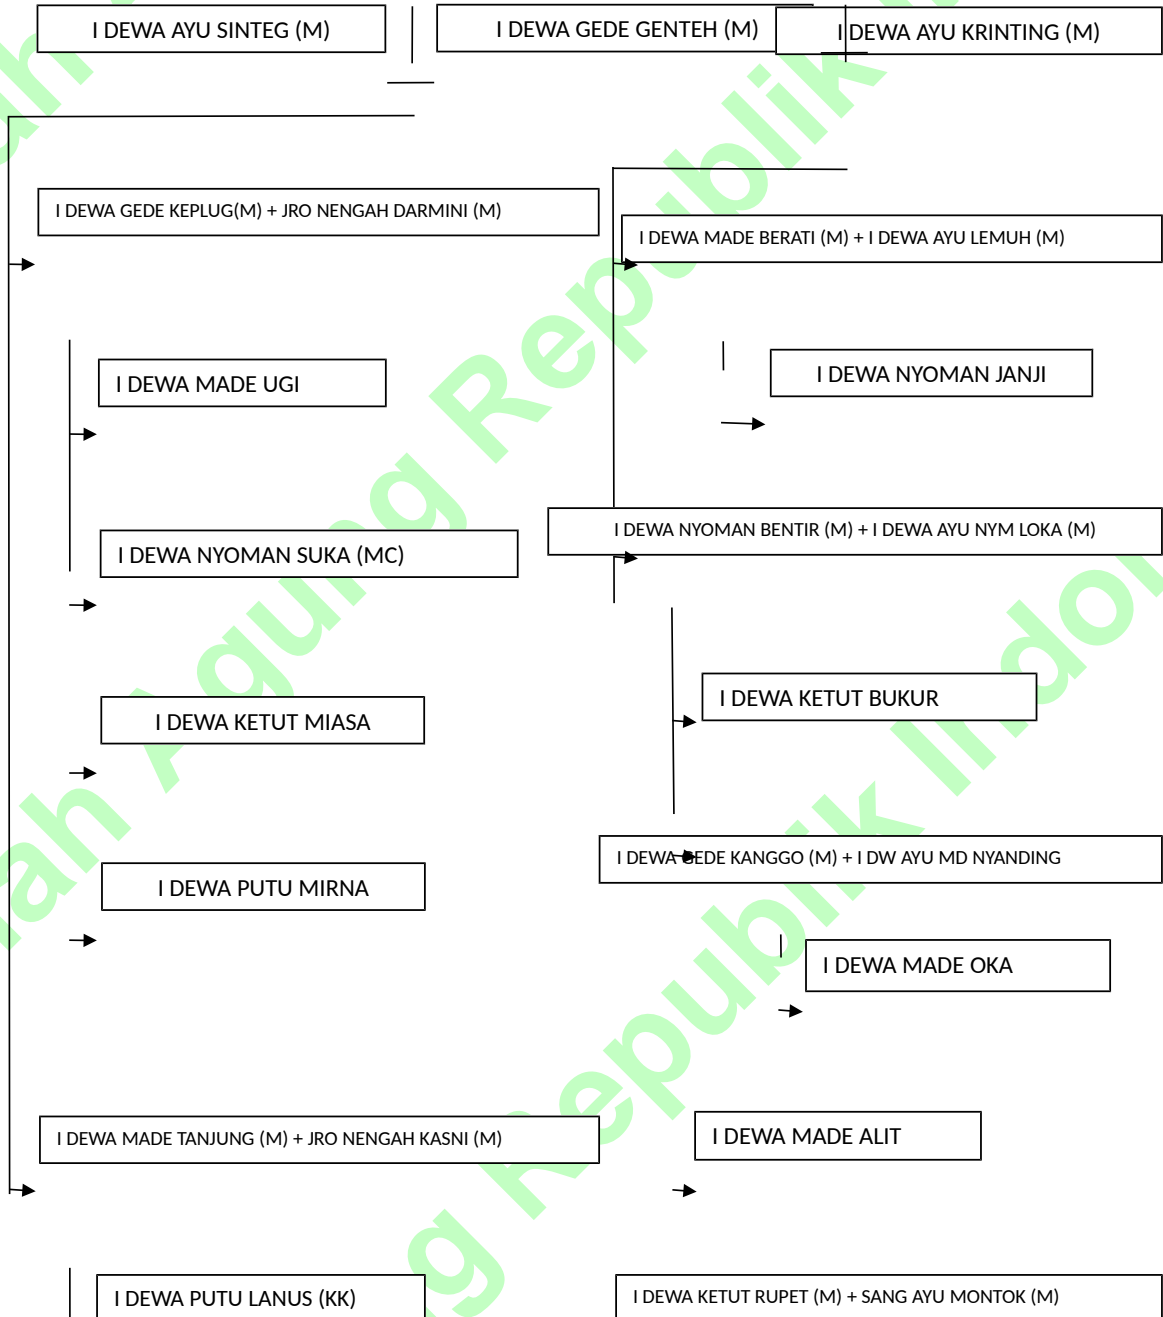 I DEWA AYU SINTEG (M)
I DEWA GEDE GENTEH (M)
I DEWA AYU KRINTING (M)
I DEWA GEDE KEPLUG(M) + JRO NENGAH DARMINI (M)
I DEWA MADE BERATI (M) + I DEWA AYU LEMUH (M)
I DEWA MADE UGI
I DEWA NYOMAN JANJI
I DEWA NYOMAN SUKA (MC)
I DEWA NYOMAN BENTIR (M) + I DEWA AYU NYM LOKA (M)
I DEWA KETUT MIASA
I DEWA KETUT BUKUR
I DEWA PUTU MIRNA
I DEWA GEDE KANGGO (M) + I DW AYU MD NYANDING
I DEWA MADE OKA
I DEWA MADE TANJUNG (M) + JRO NENGAH KASNI (M)
I DEWA MADE ALIT
I DEWA PUTU LANUS (KK)
I DEWA KETUT RUPET (M) + SANG AYU MONTOK (M)
Agung Republik
Republik Indo